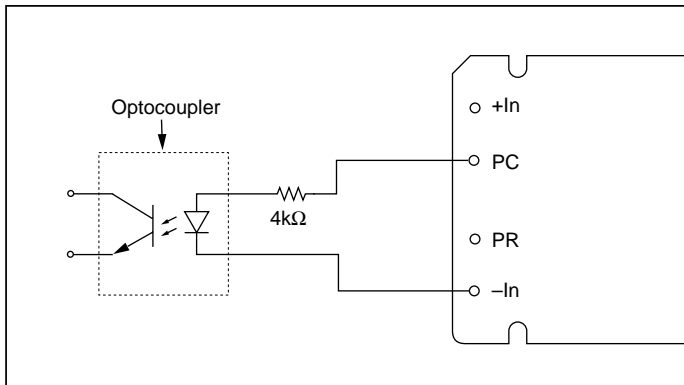 Optocoupler
+In
PC
4kΩ
PR
–In